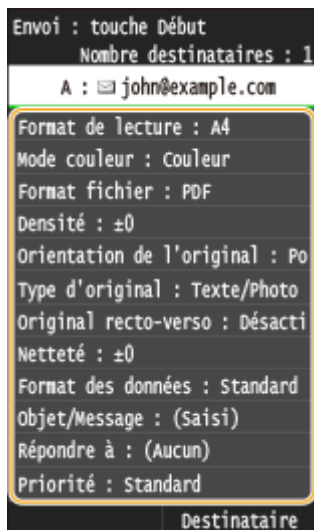 Envoi : touche Début
Nombre destinataires : 1
A : john@example.com
Format de lecture : A4
Mode couleur : Couleur
Format fichier : PDF
Densité : ±0
Orientation de l'original : Po
Type d'original : Texte/Photo
Original recto-verso : Désacti
Netteté : ±0
Format des données : Standard
Objet/Message : (Saisi)
Répondre à : (Aucun)
Priorité : Standard
Destinataire